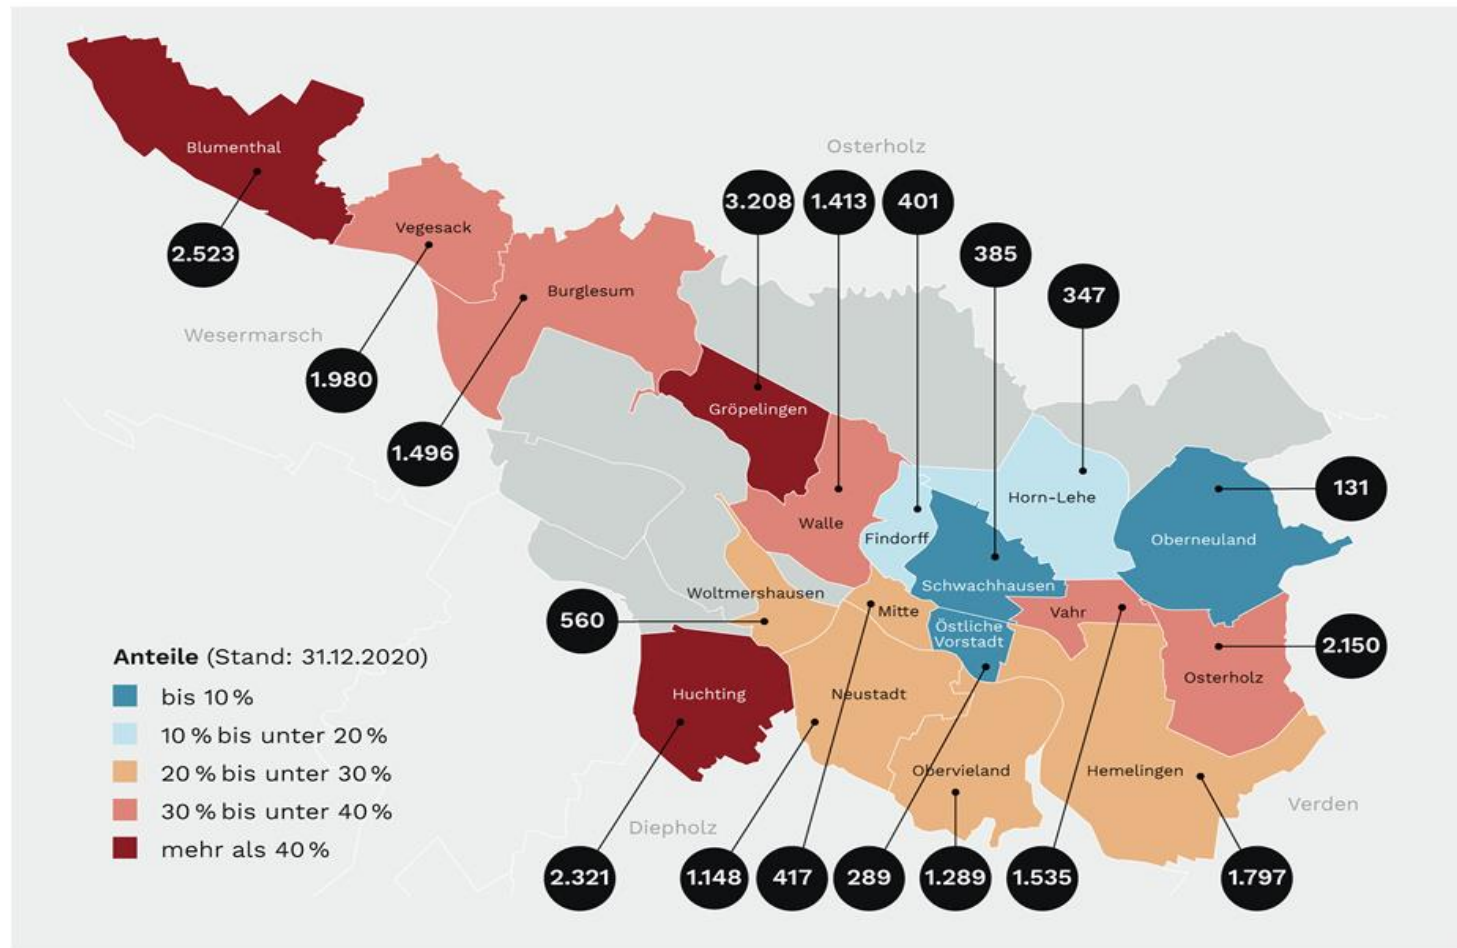 Osterholz
Blumenthal
3.208
1.413
401
Vegesack
2.523
385
Burglesum
347
Wesermarsch
1.980
Gröpelingen
1.496
131
Horn-Lehe
Walle
Findorff
Oberneuland
Schwachhausen
Woltmershausen
Mitte
Vahr
560
Östliche
Vorstadt
2.150
Anteile (Stand: 31.12.2020)
Osterholz
bis 10 %
Huchting
Neustadt
10 % bis unter 20 %
20 % bis unter 30 %
Obervieland
Hemelingen
30 % bis unter 40 %
Verden
Diepholz
mehr als 40 %
2.321
1.148
417
289
1.289
1.535
1.797